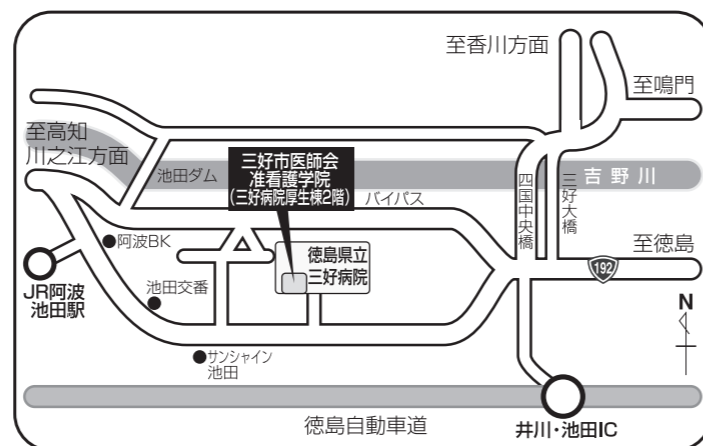 至香川方面
至鳴門
至高知
川之江方面
三好市医師会
准看護学院
(三好病院厚生棟2階)
池田ダム
吉野川
バイパス
四国中央橋
三好大橋
阿波BK
徳島県立
三好病院
至徳島
192
JR阿波
池田駅
池田交番
N
サンシャイン
池田
徳島自動車道
井川・池田IC